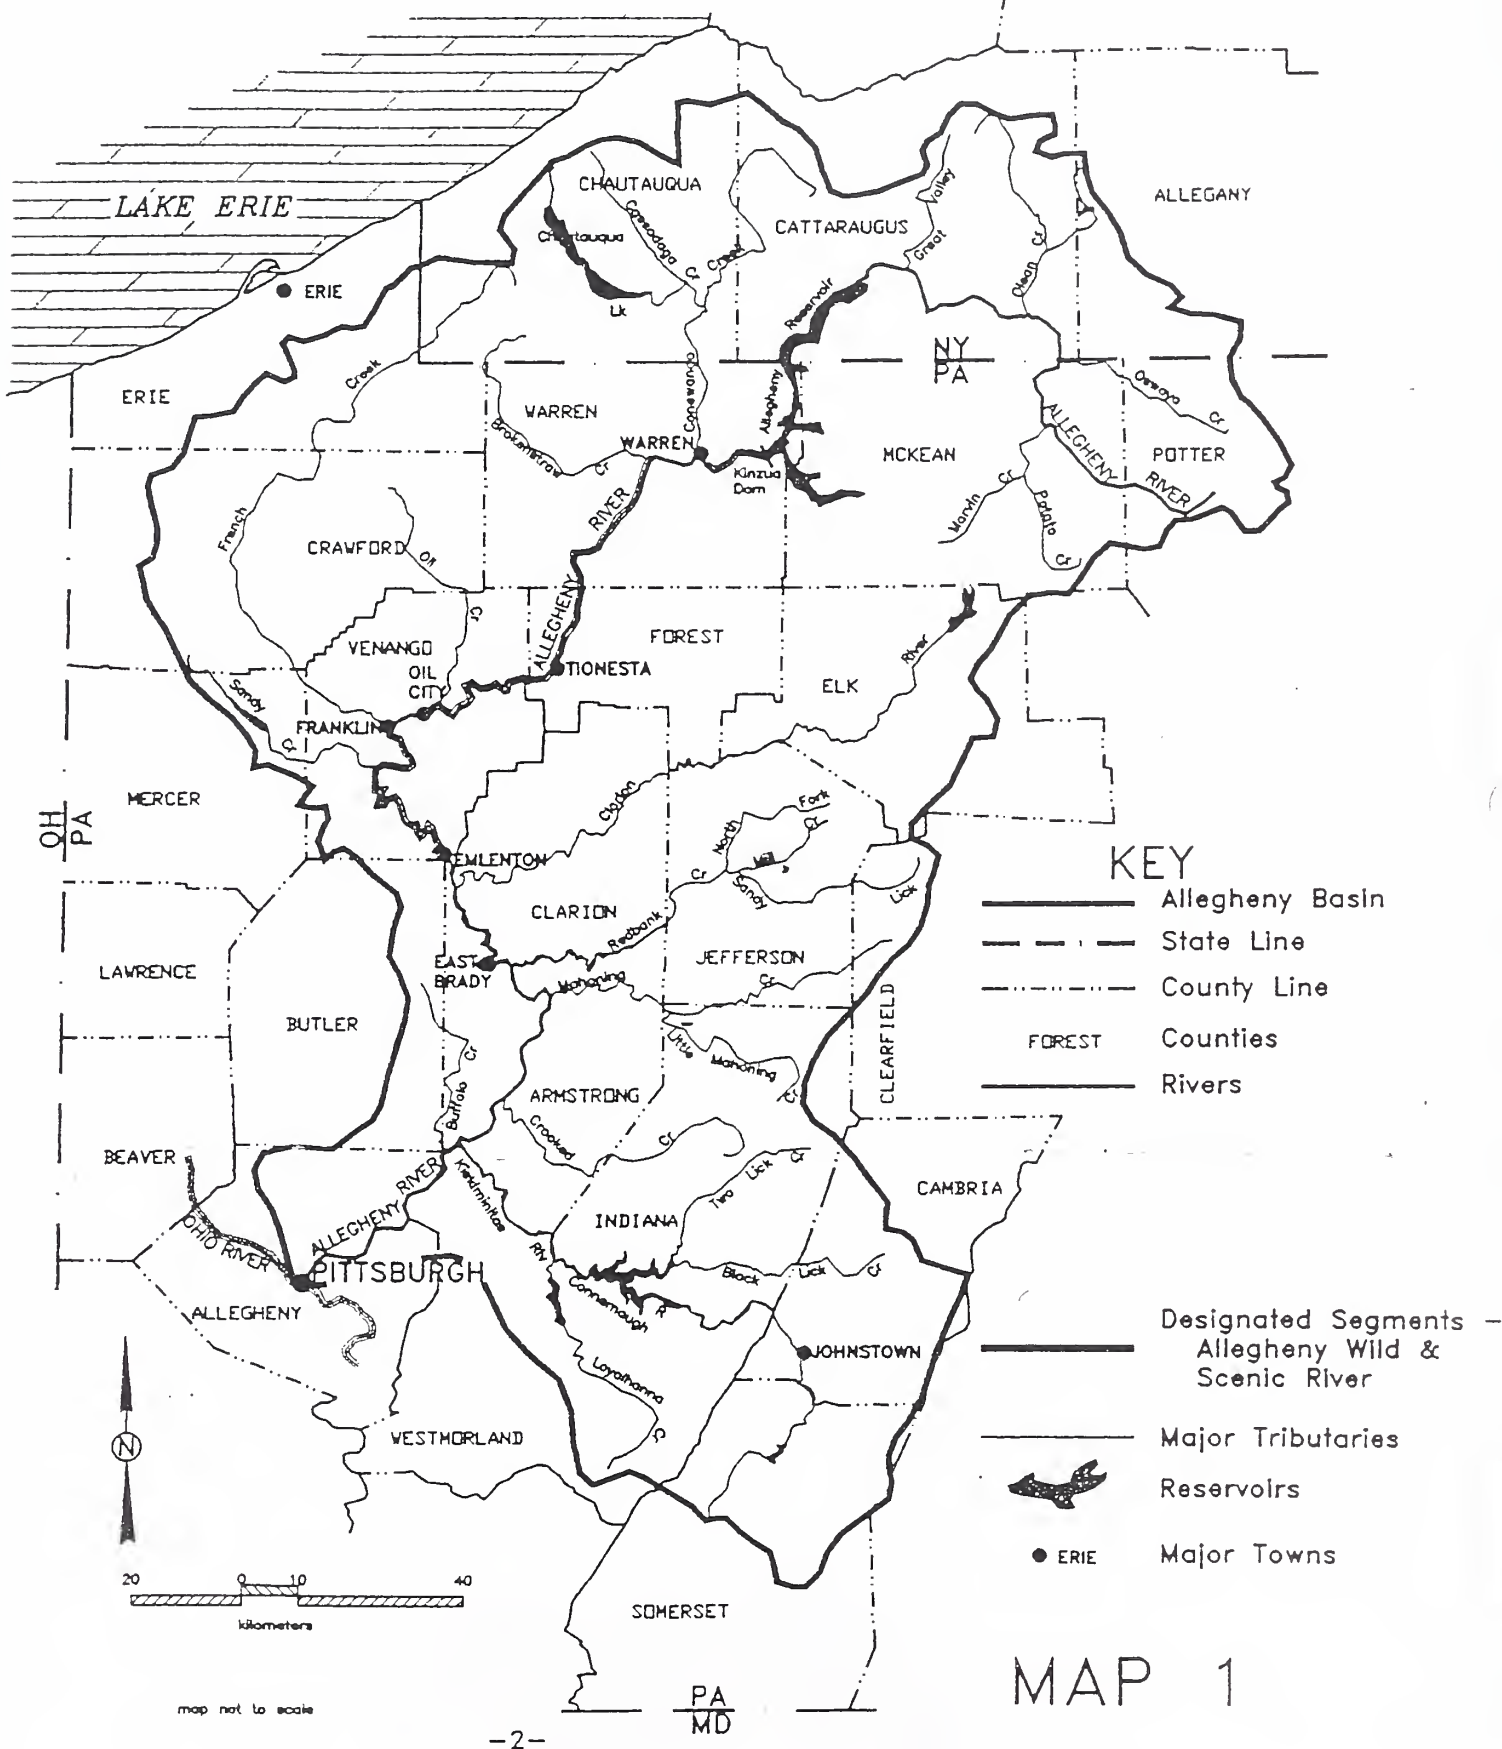 LAKE ERIE
ERIE
CHAUTAUQUA
Chautauqua
Lk
Cassadaga
Cr
Creek
CATTARAUGUS
Great
Valley
Olean
Cr
ALLEGANY
Reservoir
NY
PA
ERIE
Creek
French
WARREN
Brokenstraw
Cr
WARREN
Conewango
Allegheny
Kinzua
Dam
MCKEAN
Oswayo
Cr
ALLEGHENY
RIVER
POTTER
Marvin
Cr
Potato
Cr
CRAWFORD
Oil
Cr
RIVER
ALLEGHENY
VENANGO
OIL
CITY
TIONESTA
FOREST
River
ELK
Sandy
Cr
FRANKLIN
MERCER
OH
PA
Clarion
EMLENTON
North
Fork
Cr
Mill
Sandy
Lick
Cr
CLARION
Redbank
JEFFERSON
Cr
LAWRENCE
EAST
BRADY
Mahoning
BUTLER
Buffalo
Cr
Little
Mahoning
Cr
CLEARFIELD
ARMSTRONG
Crooked
Cr
BEAVER
OHIO RIVER
ALLEGHENY RIVER
Kiskiminitas
Riv
INDIANA
Two
Lick
Cr
CAMBRIA
PITTSBURGH
ALLEGHENY
Connemaugh
R
Black
Lick
Cr
JOHNSTOWN
Loyalhanna
Cr
WESTMORLAND
SOMERSET
PA
MD
N
20
0
10
40
kilometers
map not to scale
KEY
Allegheny Basin
State Line
County Line
FOREST
Counties
Rivers
Designated Segments -
Allegheny Wild &
Scenic River
Major Tributaries
Reservoirs
ERIE
Major Towns
MAP 1
-2-